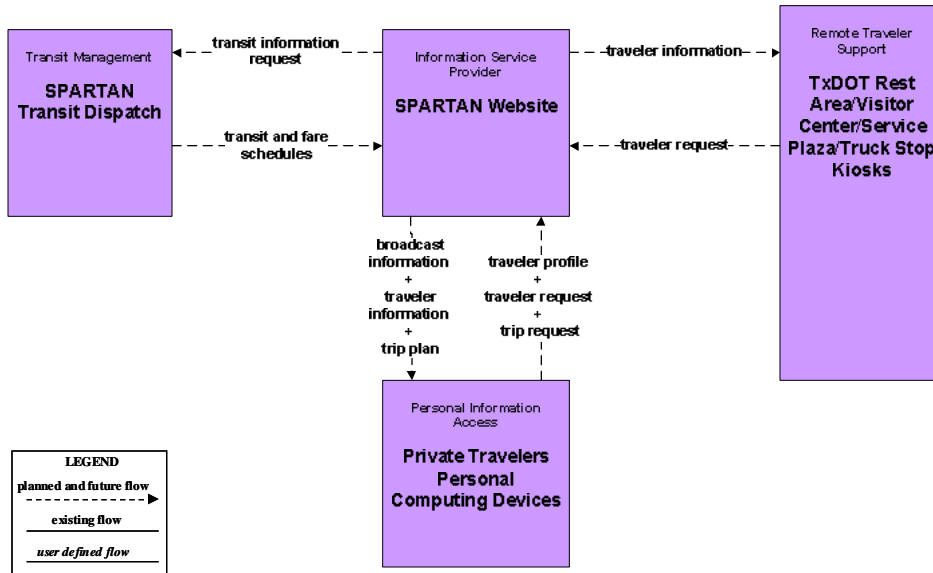 Transit Management
SPARTAN
Transit Dispatch
transit information
request
transit and fare
schedules
Information Service
Provider
SPARTAN Website
traveler information
traveler request
Remote Traveler
Support
TxDOT Rest
Area/Visitor
Center/Service
Plaza/Truck Stop
Kiosks
broadcast
information
+
traveler
information
+
trip plan
traveler profile
+
traveler request
+
trip request
Personal Information
Access
Private Travelers
Personal
Computing Devices
LEGEND
planned and future flow
existing flow
user defined flow